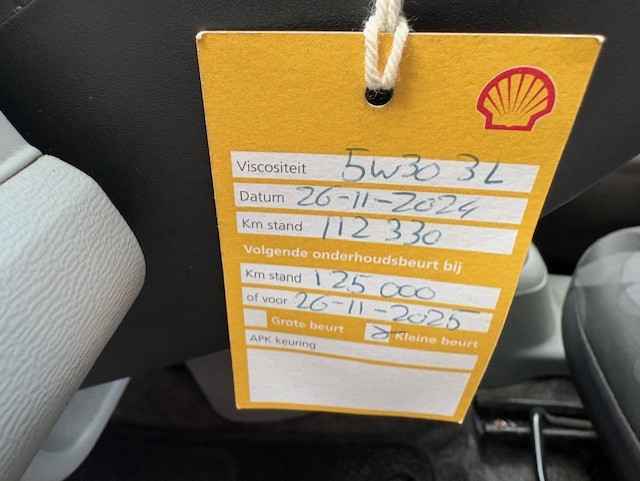 Viscositeit 5W30 3L
Datum 26-11-2024
Km stand 112 330
Volgende onderhoudsbeurt bij
Km stand 125 000
of voor 26-11-2025
Grote beurt Kleine beurt
APK keuring